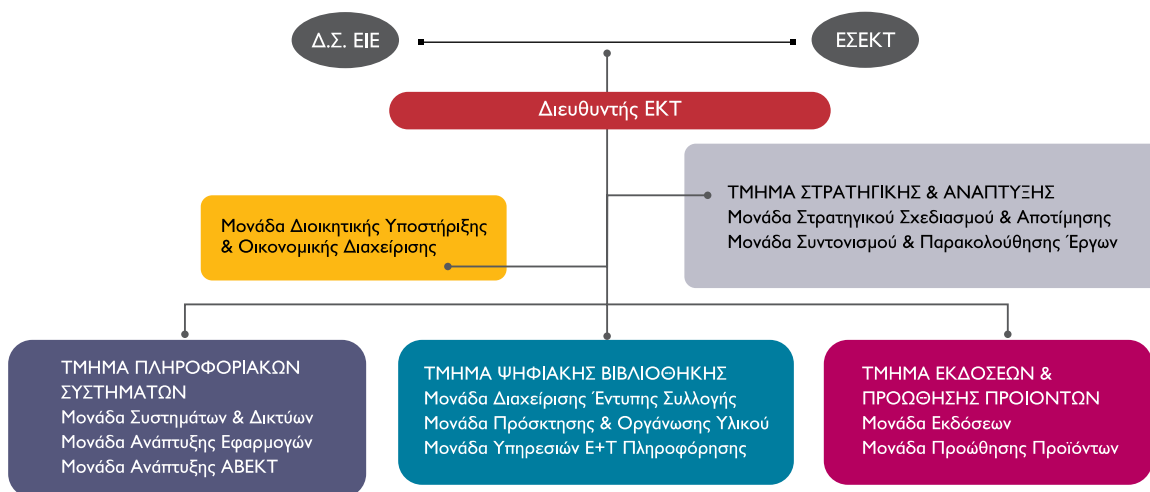 Δ.Σ. ΕΙΕ
ΕΣΕΚΤ
Διευθυντής ΕΚΤ
ΤΜΗΜΑ ΣΤΡΑΤΗΓΙΚΗΣ & ΑΝΑΠΤΥΞΗΣ
Μονάδα Στρατηγικού Σχεδιασμού & Αποτίμησης
Μονάδα Συντονισμού & Παρακολούθησης Έργων
Μονάδα Διοικητικής Υποστήριξης
& Οικονομικής Διαχείρισης
ΤΜΗΜΑ ΠΛΗΡΟΦΟΡΙΑΚΩΝ
ΣΥΣΤΗΜΑΤΩΝ
Μονάδα Συστημάτων & Δικτύων
Μονάδα Ανάπτυξης Εφαρμογών
Μονάδα Ανάπτυξης ΑΒΕΚΤ
ΤΜΗΜΑ ΨΗΦΙΑΚΗΣ ΒΙΒΛΙΟΘΗΚΗΣ
Μονάδα Διαχείρισης Έντυπης Συλλογής
Μονάδα Πρόσκτησης & Οργάνωσης Υλικού
Μονάδα Υπηρεσιών Ε+Τ Πληροφόρησης
ΤΜΗΜΑ ΕΚΔΟΣΕΩΝ &
ΠΡΟΩΘΗΣΗΣ ΠΡΟΙΟΝΤΩΝ
Μονάδα Εκδόσεων
Μονάδα Προώθησης Προϊόντων